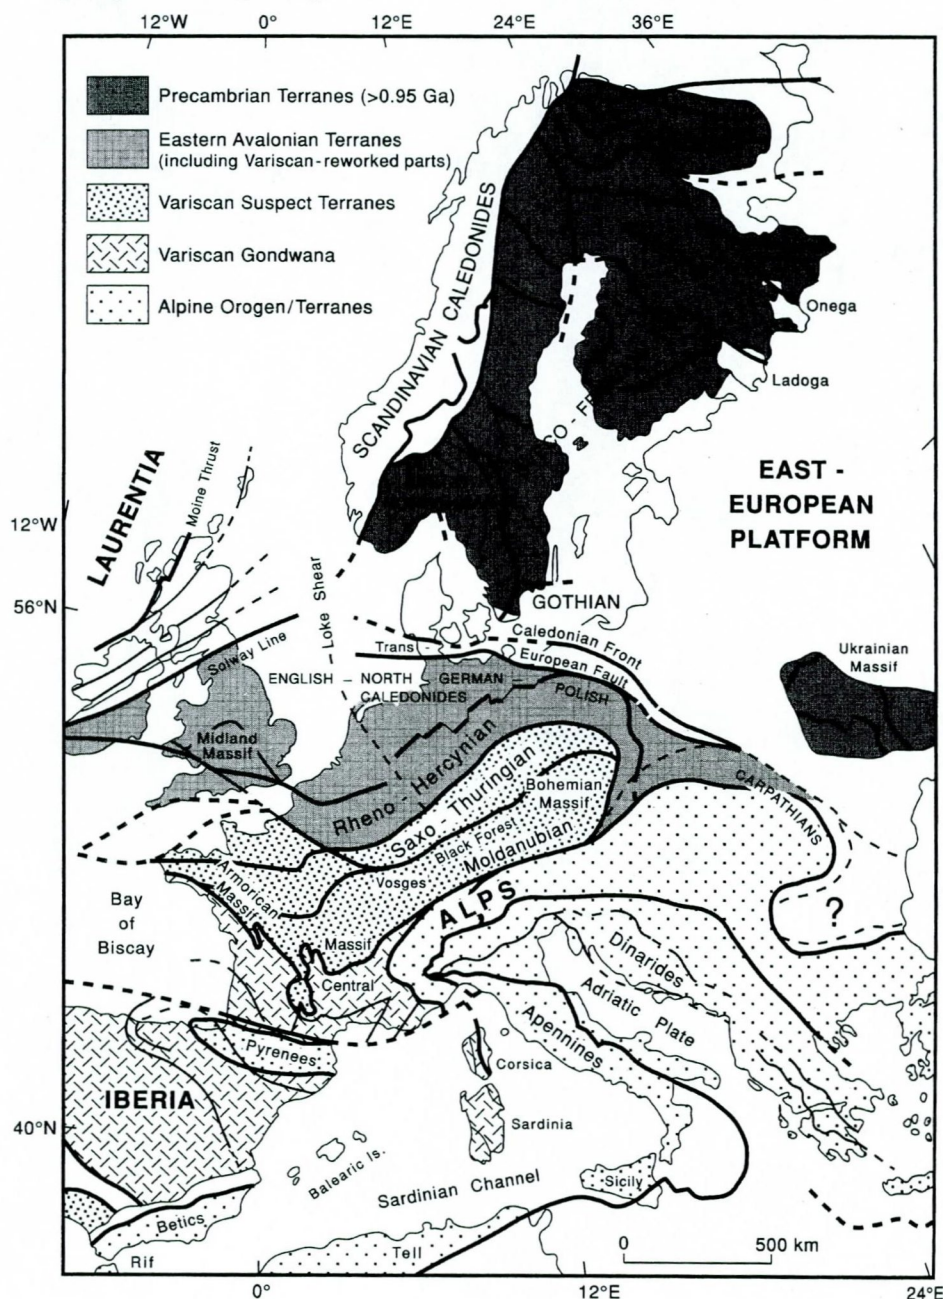 12°W 0° 12°E 24°E 36°E
Precambrian Terranes (>0.95 Ga)
Eastern Avalonian Terranes
(including Variscan-reworked parts)
Variscan Suspect Terranes
Variscan Gondwana
Alpine Orogen/Terranes
SCANDINAVIAN CALEDONIDES
Onega
Ladoga
CO - FE
LAURENTIA
Moine Thrust
EAST -
EUROPEAN
PLATFORM
12°W
56°N
GOTHIAN
Loke Shear
Solway Line
Trans -
Caledonian Front
European Fault
Ukrainian
Massif
ENGLISH - NORTH GERMAN - POLISH
CALEDONIDES
Midland
Massif
Rheno - Hercynian
Saxo Thuringian
Bohemian
Massif
CARPATHIANS
Black Forest
Moldanubian
Vosges
Armorican
Massif
Bay
of
Biscay
ALPS
?
Massif
Central
Dinarides
Adriatic Plate
Apennines
Pyrenees
Corsica
IBERIA
Sardinia
40°N
Balearic Is.
Sardinian Channel
Sicily
Betics
Rif
Tell
0 500 km
0° 12°E 24°E